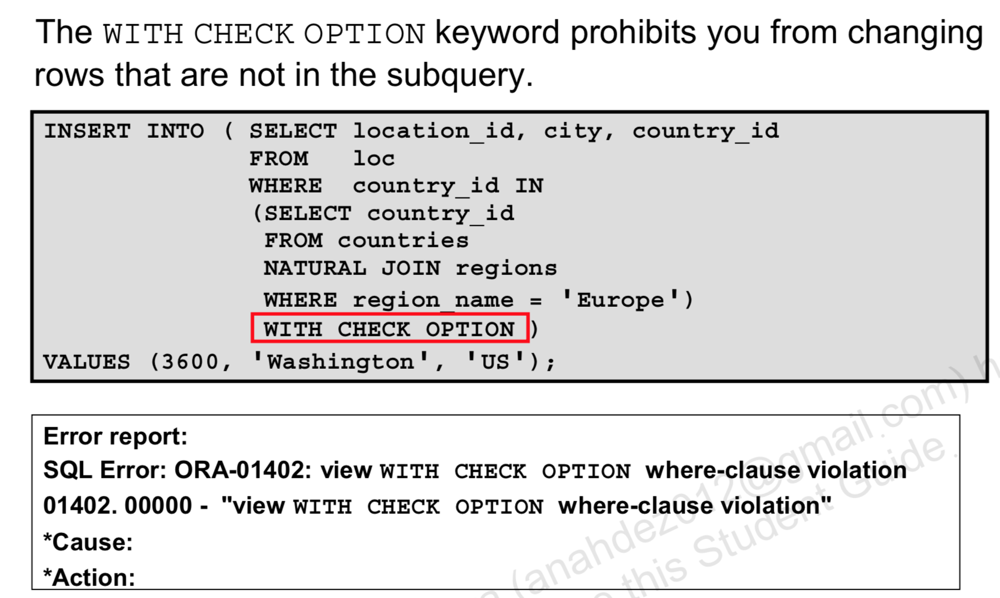 The WITH CHECK OPTION keyword prohibits you from changing
rows that are not in the subquery.
INSERT INTO ( SELECT location_id, city, country_id
FROM loc
WHERE country_id IN
(SELECT country_id
FROM countries
NATURAL JOIN regions
WHERE region_name = 'Europe')
WITH CHECK OPTION )
VALUES (3600, 'Washington', 'US');
Error report:
SQL Error: ORA-01402: view WITH CHECK OPTION where-clause violation
01402. 00000 - "view WITH CHECK OPTION where-clause violation"
*Cause:
*Action:
(anahdez012@gmail.com) h
this Student Guide.